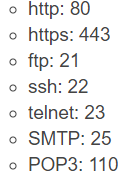 http: 80
https: 443
ftp: 21
ssh: 22
telnet: 23
SMTP: 25
POP3: 110